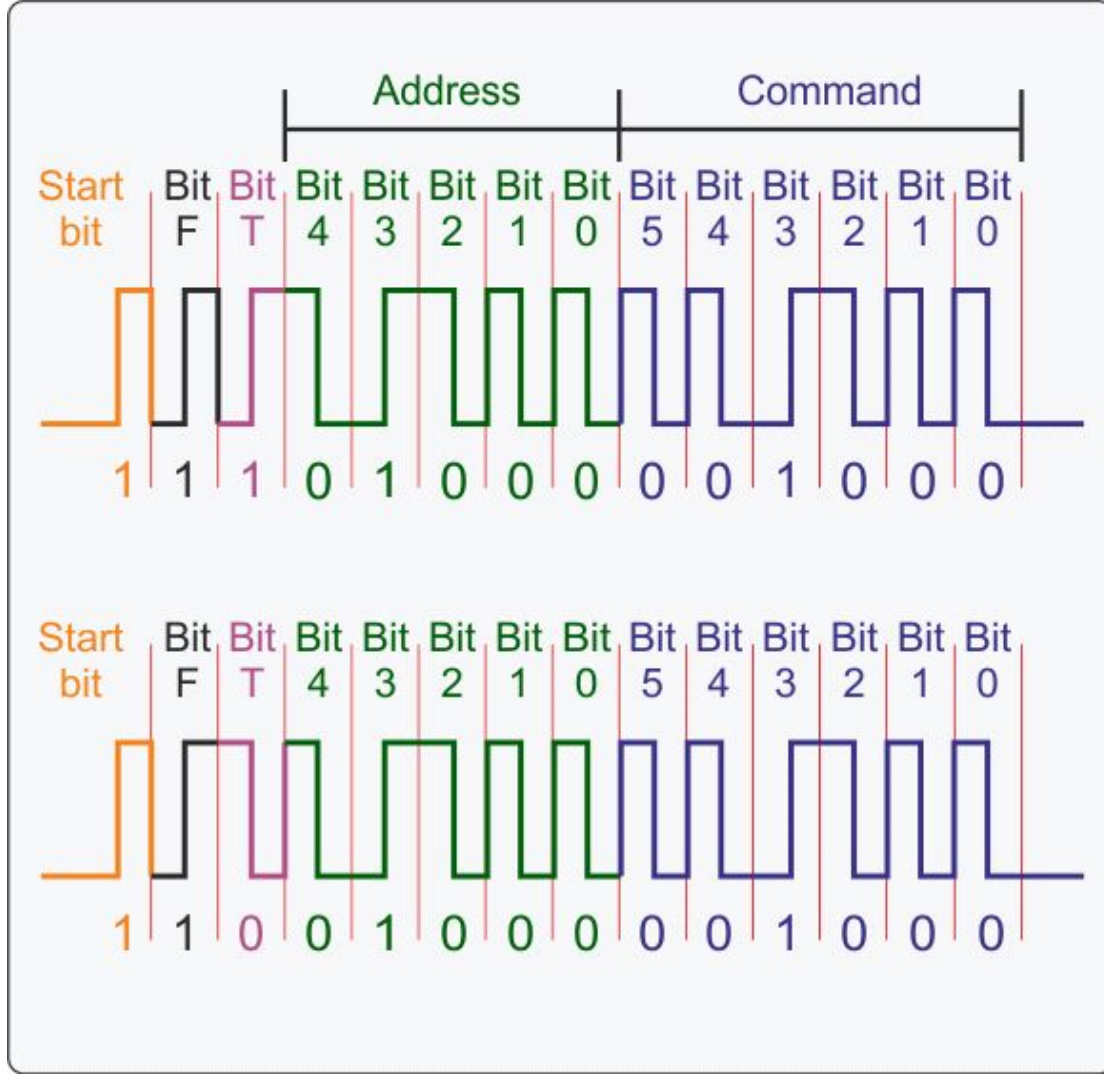 Address Command
Start Bit Bit Bit Bit Bit Bit Bit Bit Bit Bit Bit Bit Bit
bit F T 4 3 2 1 0 5 4 3 2 1 0
1 1 1 0 1 0 0 0 0 0 1 0 0 0
Start Bit Bit Bit Bit Bit Bit Bit Bit Bit Bit Bit Bit Bit
bit F T 4 3 2 1 0 5 4 3 2 1 0
1 1 0 0 1 0 0 0 0 0 1 0 0 0